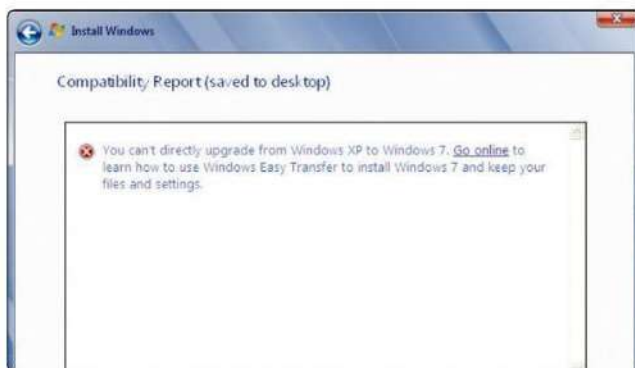 Install Windows
Compatibility Report (saved to desktop)
You can't directly upgrade from Windows XP to Windows 7. Go online to
learn how to use Windows Easy Transfer to install Windows 7 and keep your
files and settings.